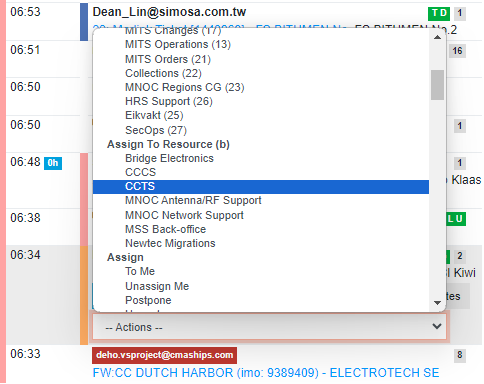 06:53
Dean_Lin@simosa.com.tw
T D
1
No.2
06:51
MITS Changes (17)
16
MITS Operations (13)
MITS Orders (21)
Collections (22)
06:50
MNOC Regions CG (23)
HRS Support (26)
Eikvakt (25)
06:50
1
SecOps (27)
Assign To Resource (b)
06:48
0h
Bridge Electronics
1
CCCS
Klaas
CCTS
MNOC Antenna/RF Support
06:38
MNOC Network Support
L U
MSS Back-office
Newtec Migrations
06:34
Assign
2
To Me
Kiwi
Unassign Me
Postpone
tes
-- Actions --
06:33
deho.vsproject@cmaships.com
8
FW:CC DUTCH HARBOR (imo: 9389409) - ELECTROTECH SE